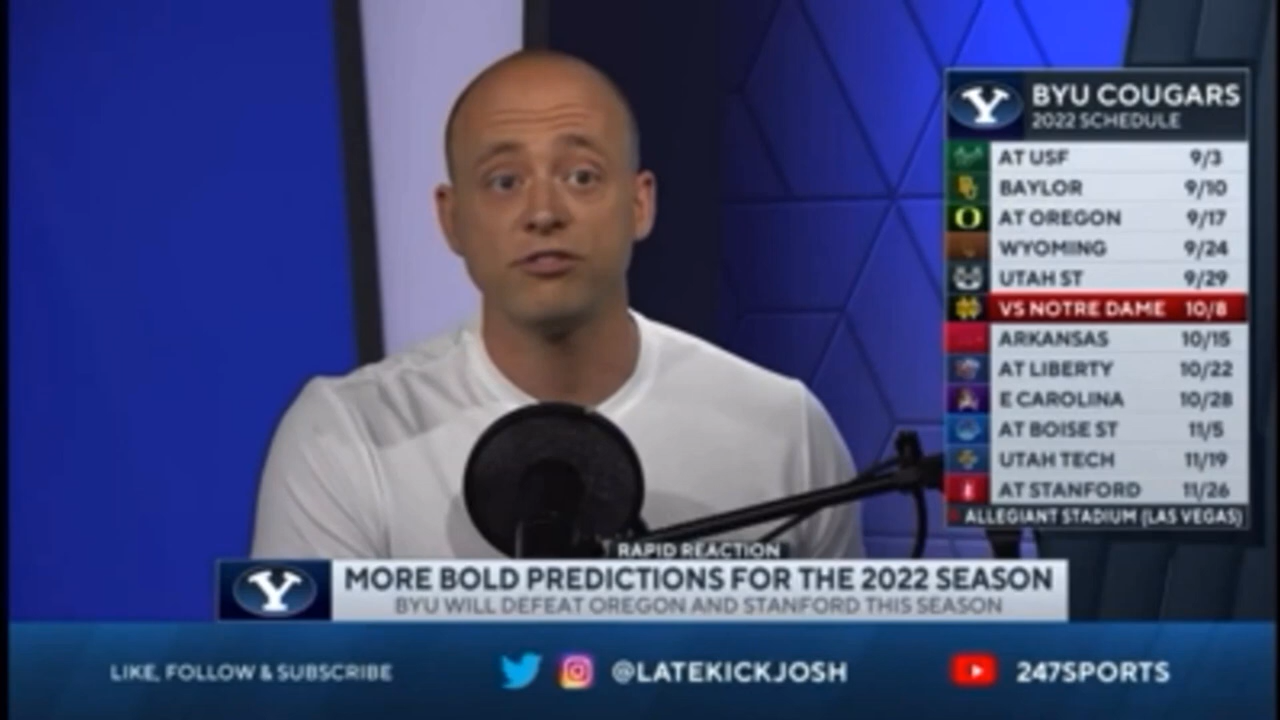 BYU COUGARS
2022 SCHEDULE
AT USF 9/3
BAYLOR 9/10
AT OREGON 9/17
WYOMING 9/24
UTAH ST 9/29
VS NOTRE DAME 10/8
ARKANSAS 10/15
AT LIBERTY 10/22
E CAROLINA 10/28
AT BOISE ST 11/5
UTAH TECH 11/19
AT STANFORD 11/26
ALLEGIANT STADIUM (LAS VEGAS)
RAPID REACTION
MORE BOLD PREDICTIONS FOR THE 2022 SEASON
BYU WILL DEFEAT OREGON AND STANFORD THIS SEASON
LIKE, FOLLOW & SUBSCRIBE
@LATEKICKJOSH
247SPORTS